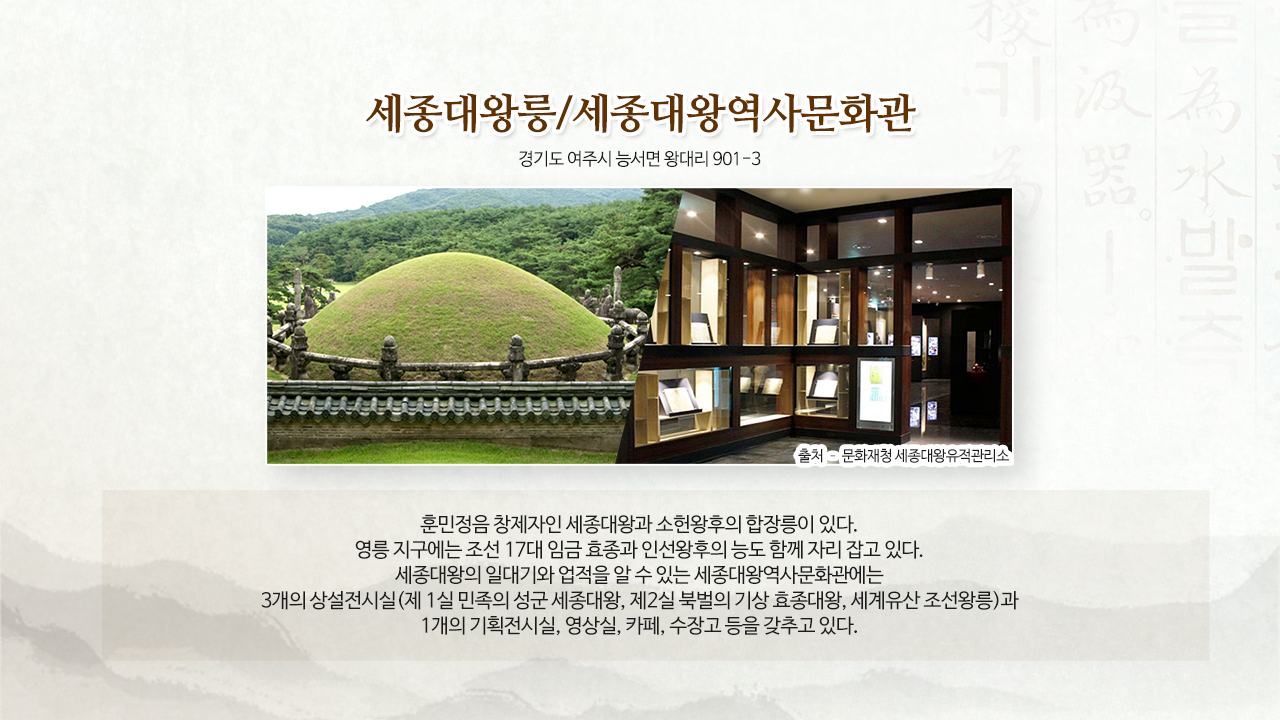 세종대왕릉/세종대왕역사문화관
경기도 여주시 능서면 왕대리 901-3
출처 - 문화재청 세종대왕유적관리소
훈민정음 창제자인 세종대왕과 소헌왕후의 합장릉이 있다.
영릉 지구에는 조선 17대 임금 효종과 인선왕후의 능도 함께 자리 잡고 있다.
세종대왕의 일대기와 업적을 알 수 있는 세종대왕역사문화관에는
3개의 상설전시실(제 1실 민족의 성군 세종대왕, 제2실 북벌의 기상 효종대왕, 세계유산 조선왕릉)과
1개의 기획전시실, 영상실, 카페, 수장고 등을 갖추고 있다.